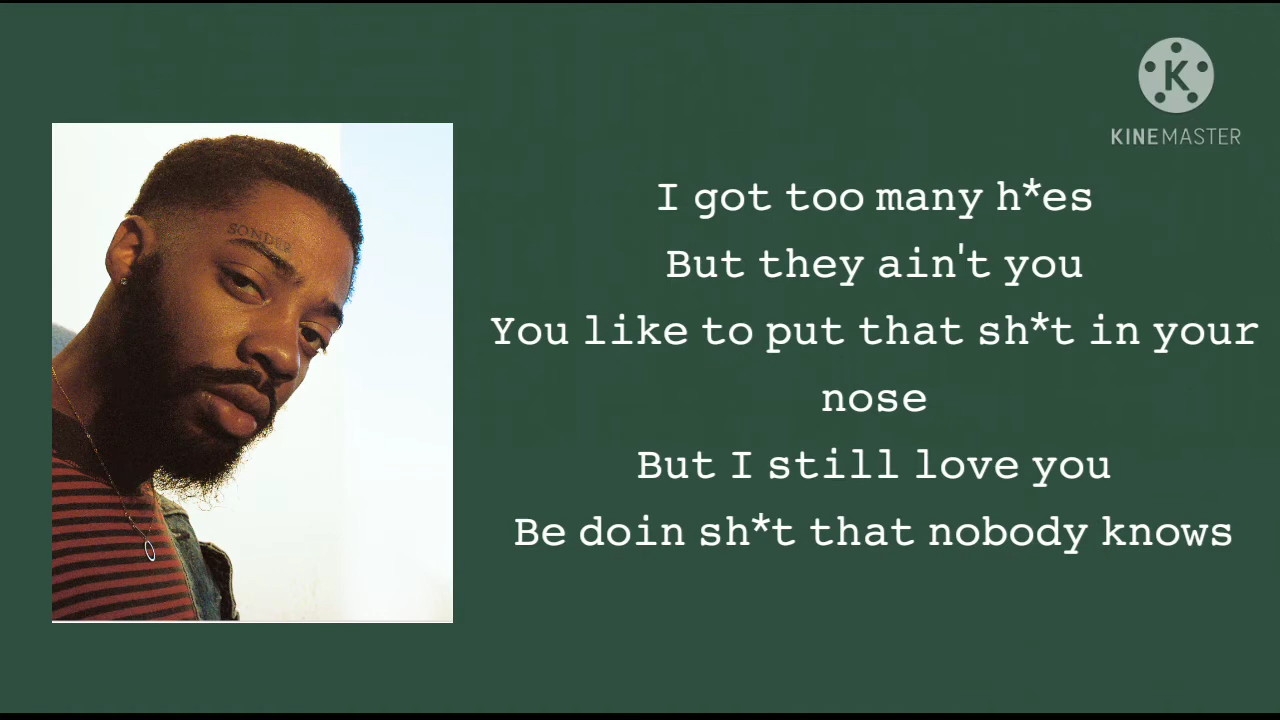 SONDER
KINEMASTER
I got too many h*es
But they ain't you
You like to put that sh*t in your
nose
But I still love you
Be doin sh*t that nobody knows